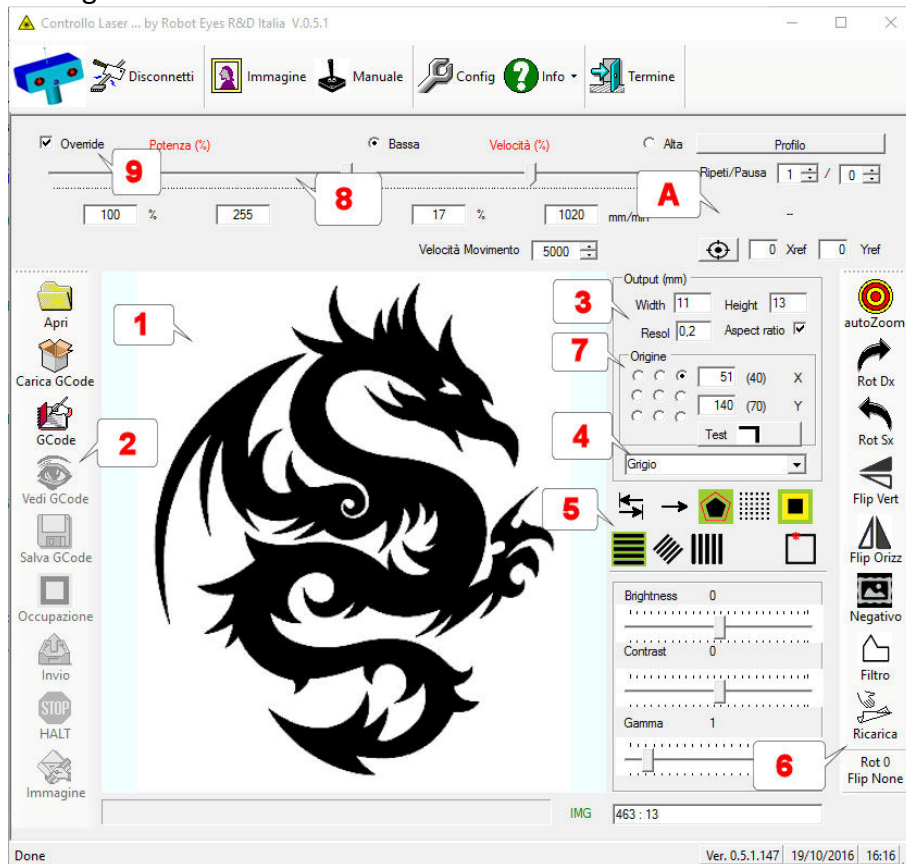 Controllo Laser ... by Robot Eyes R&D Italia V.0.5.1
Disconnetti
Immagine
Manuale
Config
Info
Termine
Override
Potenza (%)
Bassa
Velocità (%)
Alta
Profilo
9
8
A
Ripeti/Pausa 1 / 0
100 %
255
17 %
1020 mm/min
--
Velocità Movimento 5000
0 Xref 0 Yref
Apri
Carica GCode
GCode
Vedi GCode
Salva GCode
Occupazione
Invio
STOP
HALT
Immagine
1
2
3
7
4
5
6
Output (mm)
Width 11 Height 13
Resol 0,2 Aspect ratio
Origine
51 (40) X
140 (70) Y
Test
Grigio
Brightness 0
Contrast 0
Gamma 1
autoZoom
Rot Dx
Rot Sx
Flip Vert
Flip Orizz
Negativo
Filtro
Ricarica
Rot 0
Flip None
IMG 463 : 13
Done
Ver. 0.5.1.147 19/10/2016 16:16